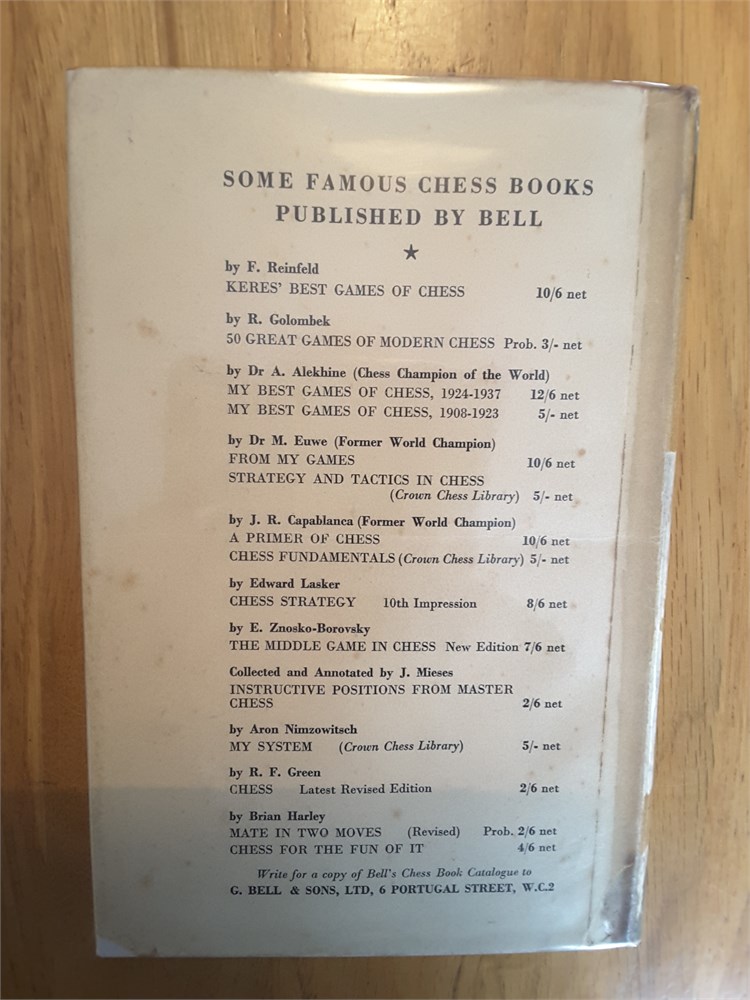 SOME FAMOUS CHESS BOOKS
PUBLISHED BY BELL
★
by F. Reinfeld
KERES' BEST GAMES OF CHESS 10/6 net
by R. Golombek
50 GREAT GAMES OF MODERN CHESS Prob. 3/- net
by Dr A. Alekhine (Chess Champion of the World)
MY BEST GAMES OF CHESS, 1924-1937 12/6 net
MY BEST GAMES OF CHESS, 1908-1923 5/- net
by Dr M. Euwe (Former World Champion)
FROM MY GAMES 10/6 net
STRATEGY AND TACTICS IN CHESS
(Crown Chess Library) 5/- net
by J. R. Capablanca (Former World Champion)
A PRIMER OF CHESS 10/6 net
CHESS FUNDAMENTALS (Crown Chess Library) 5/- net
by Edward Lasker
CHESS STRATEGY 10th Impression 8/6 net
by E. Znosko-Borovsky
THE MIDDLE GAME IN CHESS New Edition 7/6 net
Collected and Annotated by J. Mieses
INSTRUCTIVE POSITIONS FROM MASTER
CHESS 2/6 net
by Aron Nimzowitsch
MY SYSTEM (Crown Chess Library) 5/- net
by R. F. Green
CHESS Latest Revised Edition 2/6 net
by Brian Harley
MATE IN TWO MOVES (Revised) Prob. 2/6 net
CHESS FOR THE FUN OF IT 4/6 net
Write for a copy of Bell's Chess Book Catalogue to
G. BELL & SONS, LTD, 6 PORTUGAL STREET, W.C.2